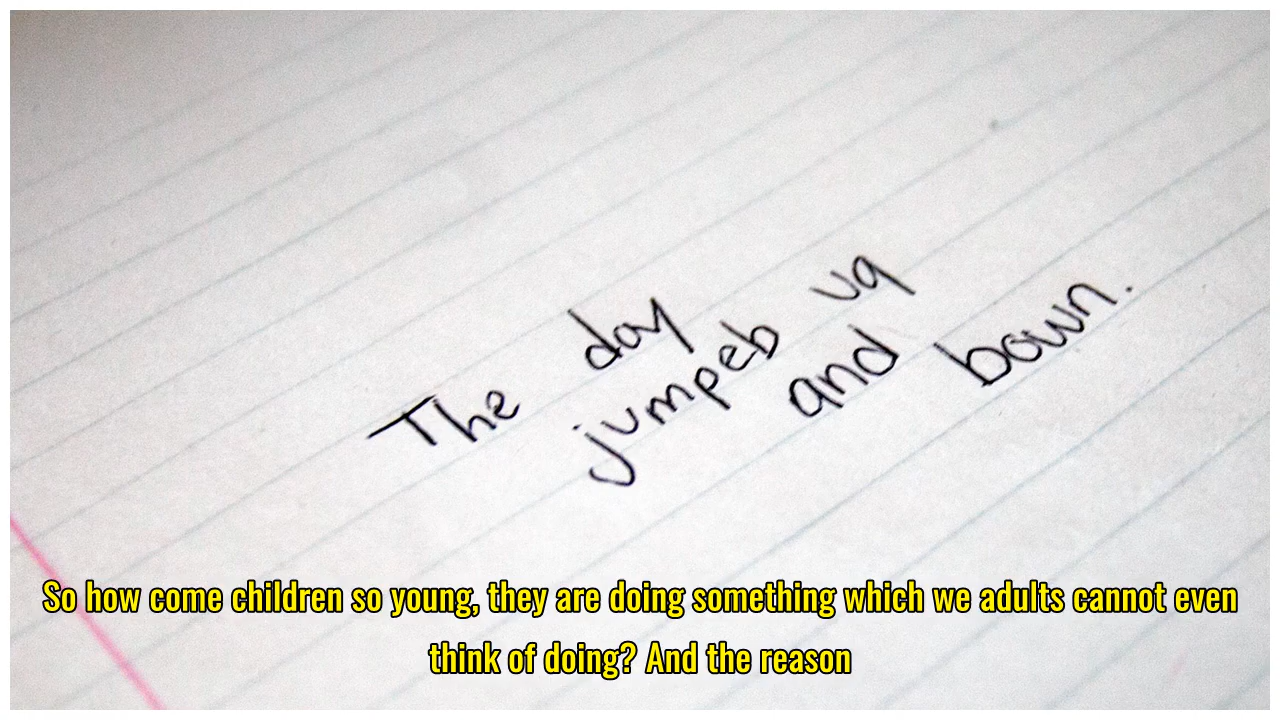 The doy
jumpeb uq
and bown.
So how come children so young, they are doing something which we adults cannot even
think of doing? And the reason